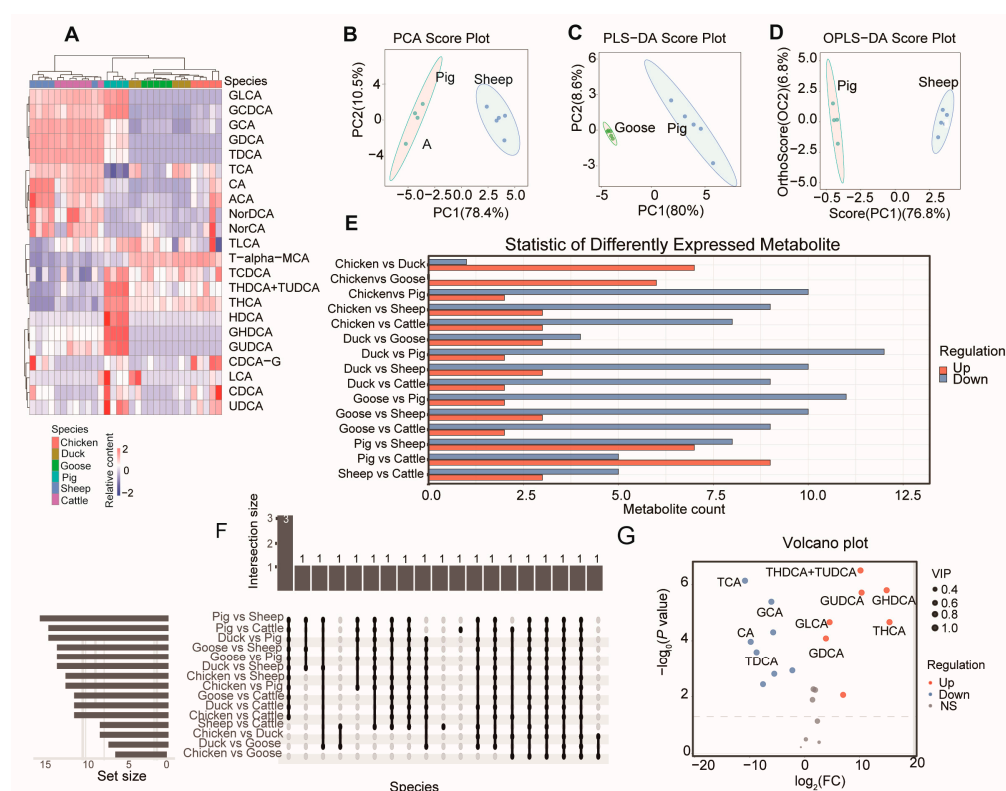 A
Species
GLCA
GCDCA
GCA
GDCA
TDCA
TCA
CA
ACA
NorDCA
NorCA
TLCA
T-alpha-MCA
TCDCA
THDCA+TUDCA
THCA
HDCA
GHDCA
GUDCA
CDCA-G
LCA
CDCA
UDCA
Species
Chicken
Duck
Goose
Pig
Sheep
Cattle
Relative content
2
0
−2
B
PCA Score Plot
PC2(10.5%)
4
0
−4
Pig
Sheep
A
−5.0
−2.5
0.0
2.5
5.0
PC1(78.4%)
C
PLS−DA Score Plot
PC2(8.6%)
6
3
0
-3
Goose
Pig
-5
0
5
PC1(80%)
D
OPLS−DA Score Plot
OrthoScore(OC2)(6.8%)
5.0
2.5
0.0
−2.5
−5.0
Pig
Sheep
−5.0
−2.5
0.0
2.5
Score(PC1)(76.8%)
E
Statistic of Differently Expressed Metabolite
Chicken vs Duck
Chickenvs Goose
Chickenvs Pig
Chicken vs Sheep
Chicken vs Cattle
Duck vs Goose
Duck vs Pig
Duck vs Sheep
Duck vs Cattle
Goose vs Pig
Goose vs Sheep
Goose vs Cattle
Pig vs Sheep
Pig vs Cattle
Sheep vs Cattle
0.0
2.5
5.0
7.5
10.0
12.5
Metabolite count
Regulation
Up
Down
F
Intersection size
3
2
1
3
1 1 1 1 1 1 1 1 1 1 1 1 1 1 1 1 1 1
Pig vs Sheep
Pig vs Cattle
Duck vs Pig
Goose vs Sheep
Goose vs Pig
Duck vs Sheep
Chicken vs Sheep
Chicken vs Pig
Goose vs Cattle
Duck vs Cattle
Chicken vs Cattle
Sheep vs Cattle
Chicken vs Duck
Duck vs Goose
Chicken vs Goose
15
10
5
0
Set size
Species
G
Volcano plot
−log₀(P value)
6
4
2
0
TCA
THDCA+TUDCA
GCA
GUDCA
GHDCA
CA
GLCA
THCA
TDCA
GDCA
−20
−10
0
10
20
log₂(FC)
VIP
0.4
0.6
0.8
1.0
Regulation
Up
Down
NS